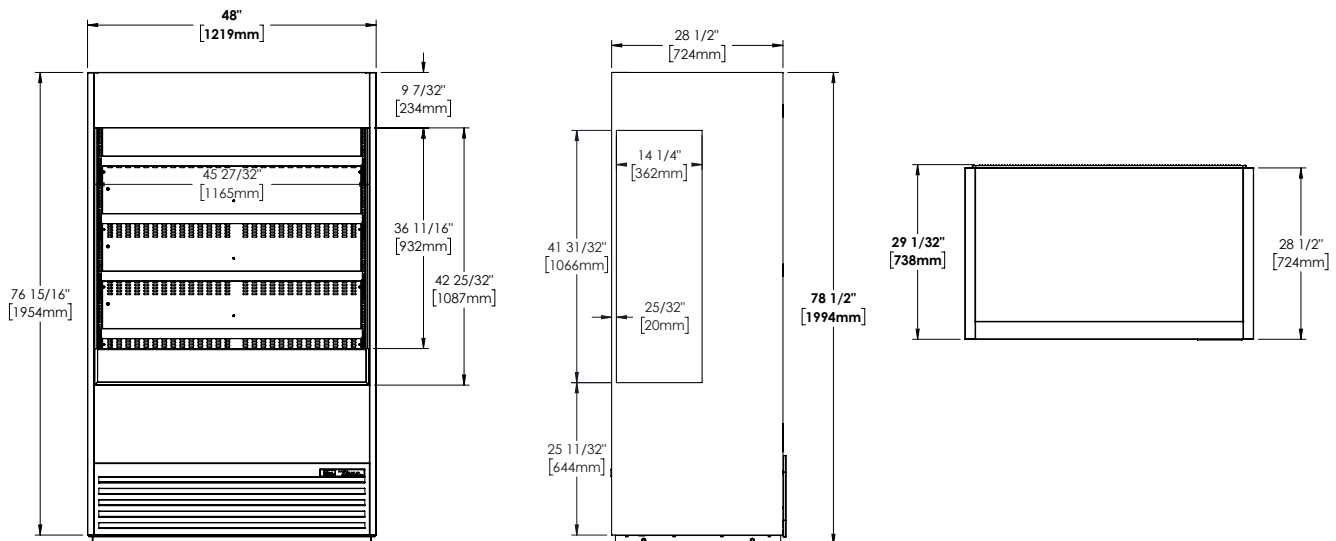 48"
[1219mm]
9 7/32"
[234mm]
45 27/32"
[1165mm]
36 11/16"
[932mm]
42 25/32"
[1087mm]
76 15/16"
[1954mm]
28 1/2"
[724mm]
14 1/4"
[362mm]
41 31/32"
[1066mm]
25/32"
[20mm]
25 11/32"
[644mm]
78 1/2"
[1994mm]
29 1/32"
[738mm]
28 1/2"
[724mm]